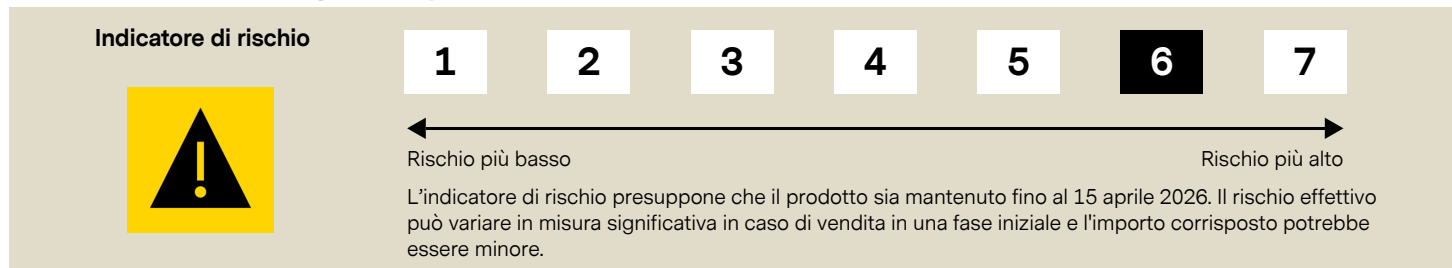 Indicatore di rischio
1 2 3 4 5 6 7
Rischio più basso Rischio più alto
L'indicatore di rischio presuppone che il prodotto sia mantenuto fino al 15 aprile 2026. Il rischio effettivo
può variare in misura significativa in caso di vendita in una fase iniziale e l'importo corrisposto potrebbe
essere minore.